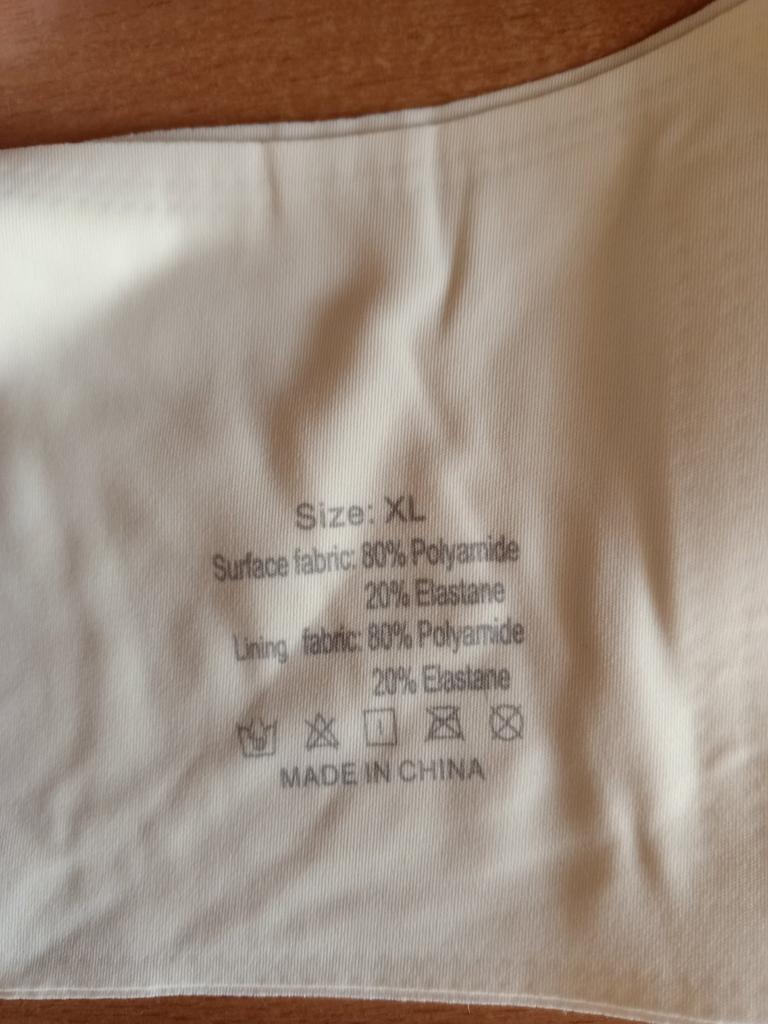 Size: XL
Surface fabric: 80% Polyamide
20% Elastane
Lining fabric: 80% Polyamide
20% Elastane
MADE IN CHINA